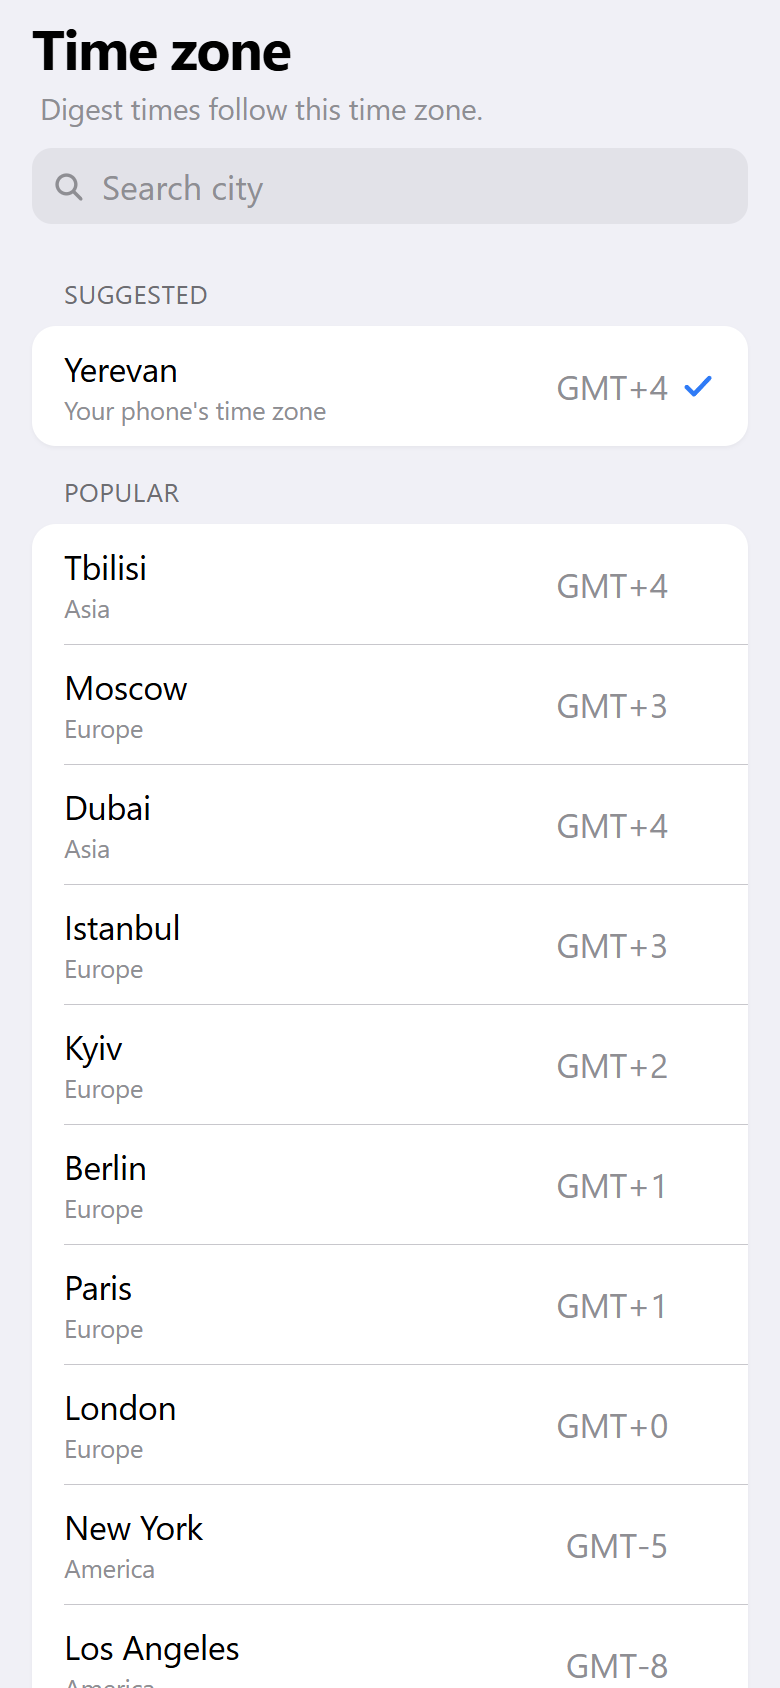 Time zone
Digest times follow this time zone.
Search city
SUGGESTED
Yerevan
Your phone's time zone
GMT+4
POPULAR
Tbilisi
Asia
GMT+4
Moscow
Europe
GMT+3
Dubai
Asia
GMT+4
Istanbul
Europe
GMT+3
Kyiv
Europe
GMT+2
Berlin
Europe
GMT+1
Paris
Europe
GMT+1
London
Europe
GMT+0
New York
America
GMT-5
Los Angeles
America
GMT-8